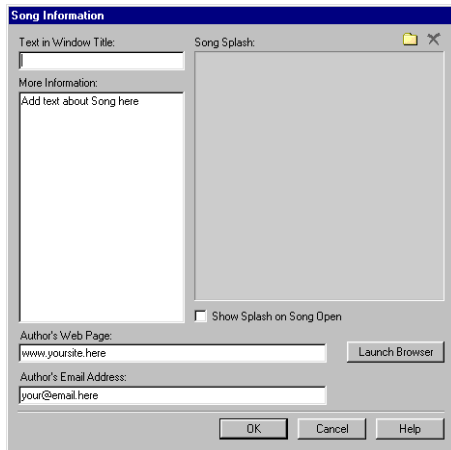 Song Information
Text in Window Title:
Song Splash:
More Information:
Add text about Song here
Show Splash on Song Open
Author's Web Page:
www.yoursite.here
Launch Browser
Author's Email Address:
your@email.here
OK
Cancel
Help